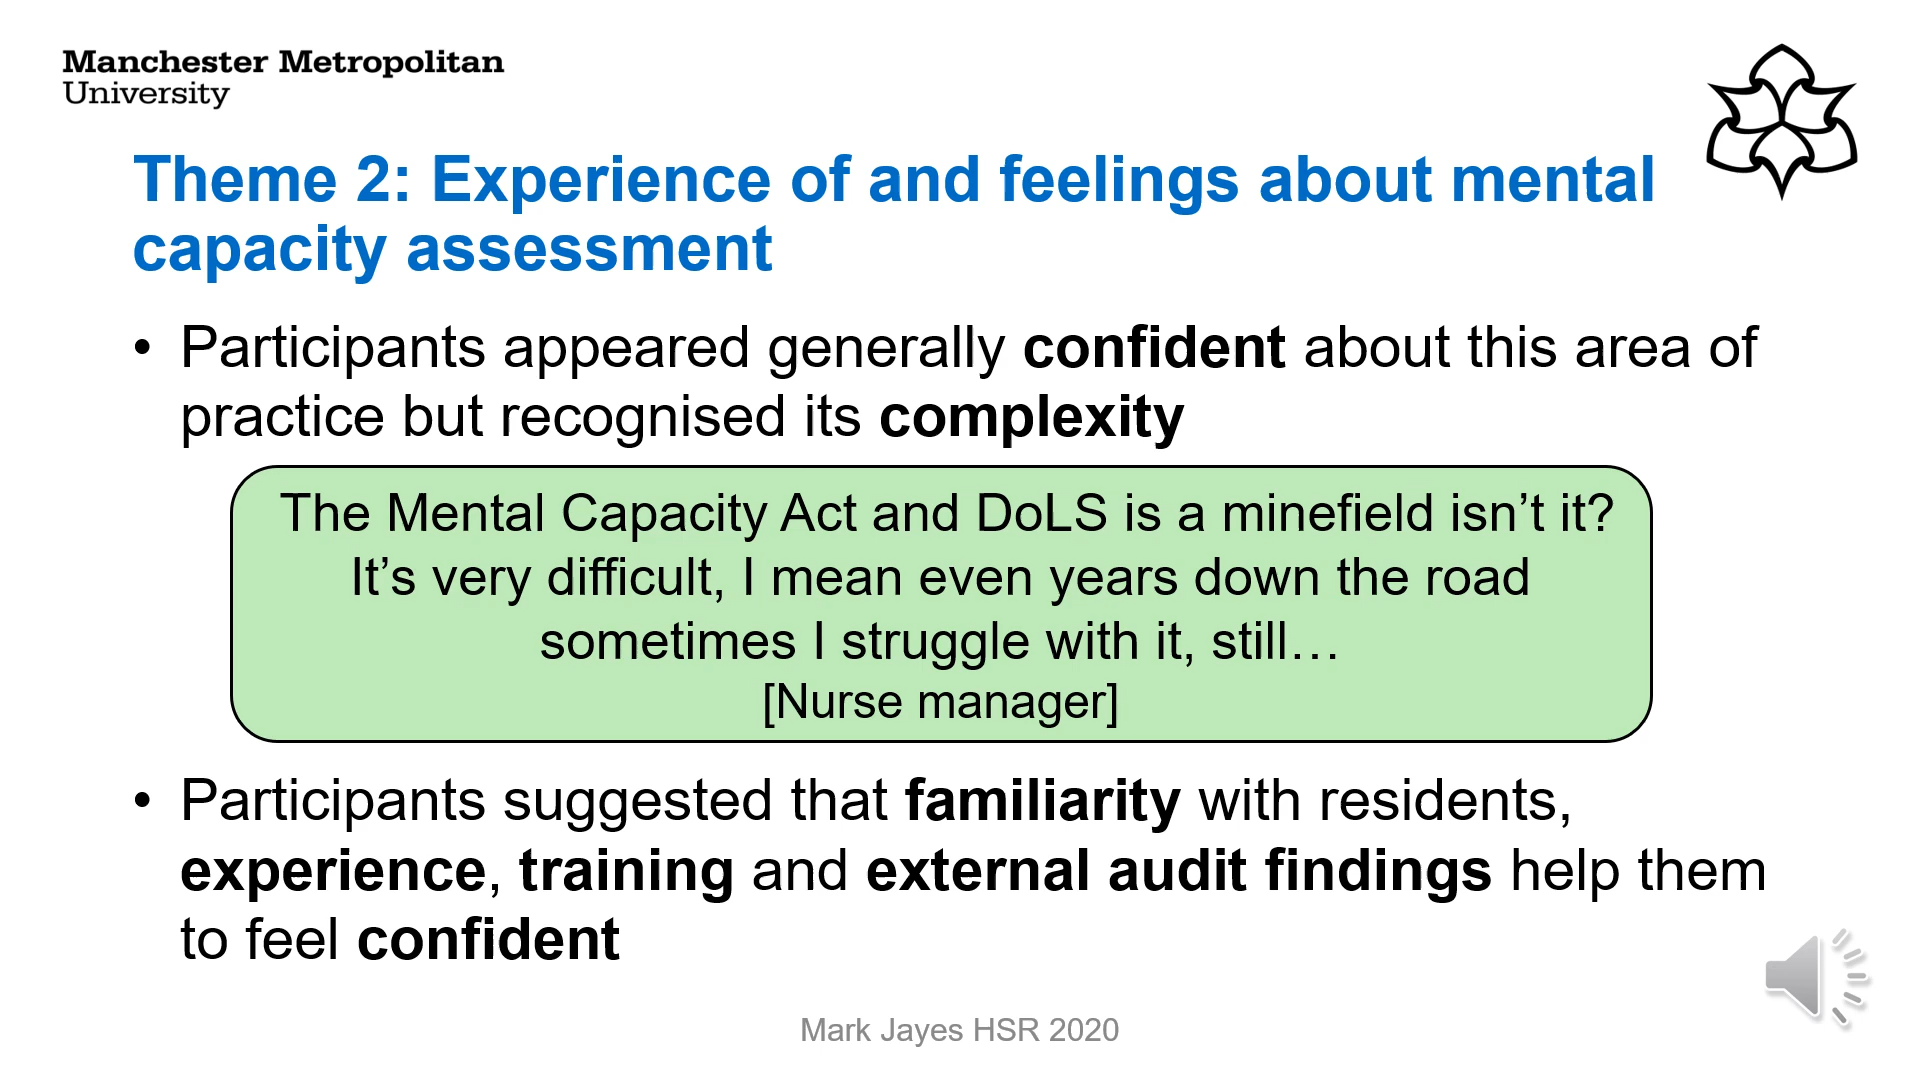 Manchester Metropolitan
University
Theme 2: Experience of and feelings about mental
capacity assessment
• Participants appeared generally confident about this area of
practice but recognised its complexity
The Mental Capacity Act and DoLS is a minefield isn’t it?
It’s very difficult, I mean even years down the road
sometimes I struggle with it, still…
[Nurse manager]
• Participants suggested that familiarity with residents,
experience, training and external audit findings help them
to feel confident
Mark Jayes HSR 2020